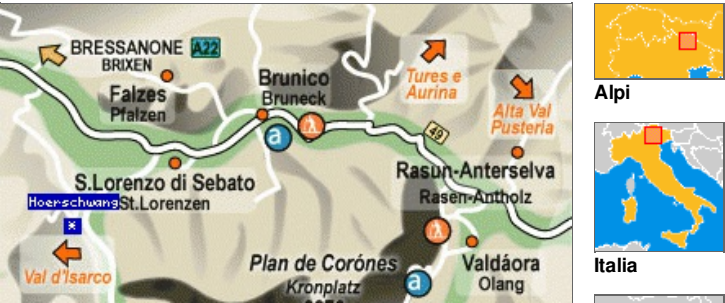 BRESSANONE A22
BRIXEN
Falzes
Pfalzen
Brunico
Bruneck
a
Tures e
Aurina
Alta Val
Pusteria
49
S.Lorenzo di Sebato
Hoerschwang St.Lorenzen
*
Val d'Isarco
Rasun-Anterselva
Rasen-Antholz
Plan de Corónes
Kronplatz
a
Valdáora
Olang
Alpi
Italia